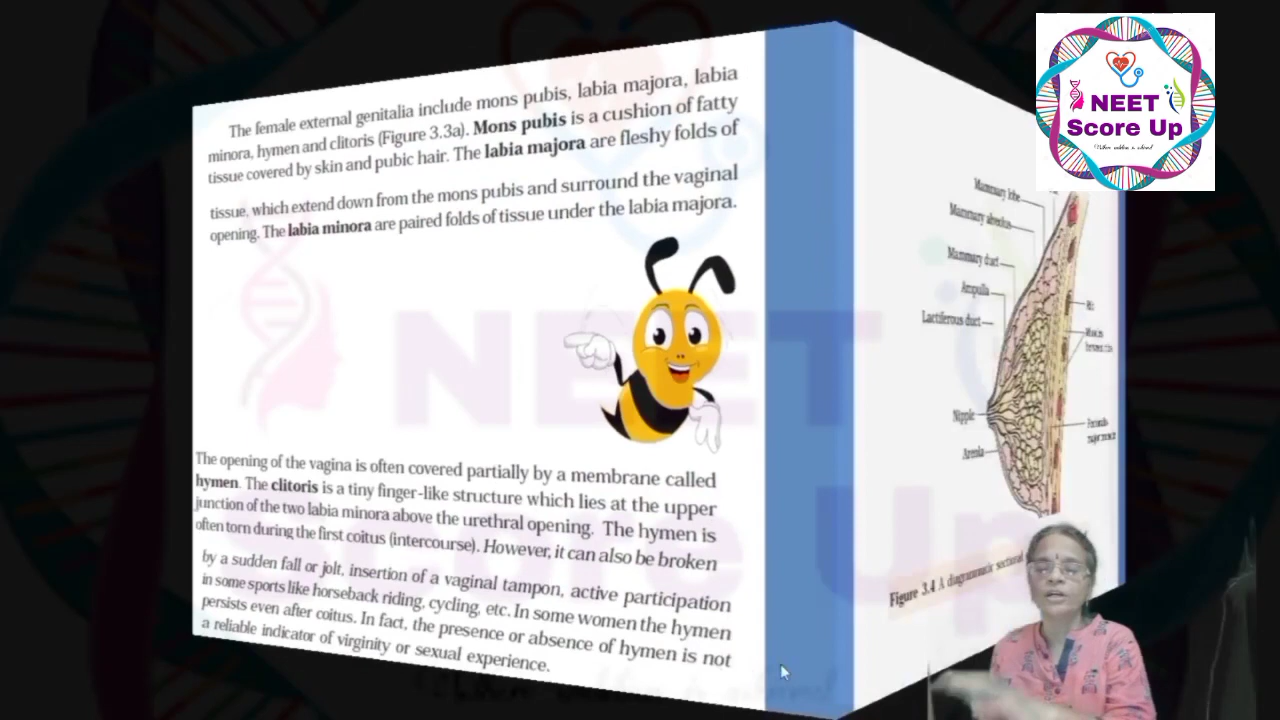 The female external genitalia include mons pubis, labia majora, labia
minora, hymen and clitoris (Figure 3.3a). Mons pubis is a cushion of fatty
tissue covered by skin and pubic hair. The labia majora are fleshy folds of
tissue, which extend down from the mons pubis and surround the vaginal
opening. The labia minora are paired folds of tissue under the labia majora.
The opening of the vagina is often covered partially by a membrane called
hymen. The clitoris is a tiny finger-like structure which lies at the upper
junction of the two labia minora above the urethral opening. The hymen is
often torn during the first coitus (intercourse). However, it can also be broken
by a sudden fall or jolt, insertion of a vaginal tampon, active participation
in some sports like horseback riding, cycling, etc. In some women the hymen
persists even after coitus. In fact, the presence or absence of hymen is not
a reliable indicator of virginity or sexual experience.
NEET
Score Up
Mammary lobe
Mammary alveolus
Mammary duct
Ampulla
Lactiferous duct
Nipple
Areola
Rib
Figure 3.4 A diagrammatic sectional
NEET
Score Up